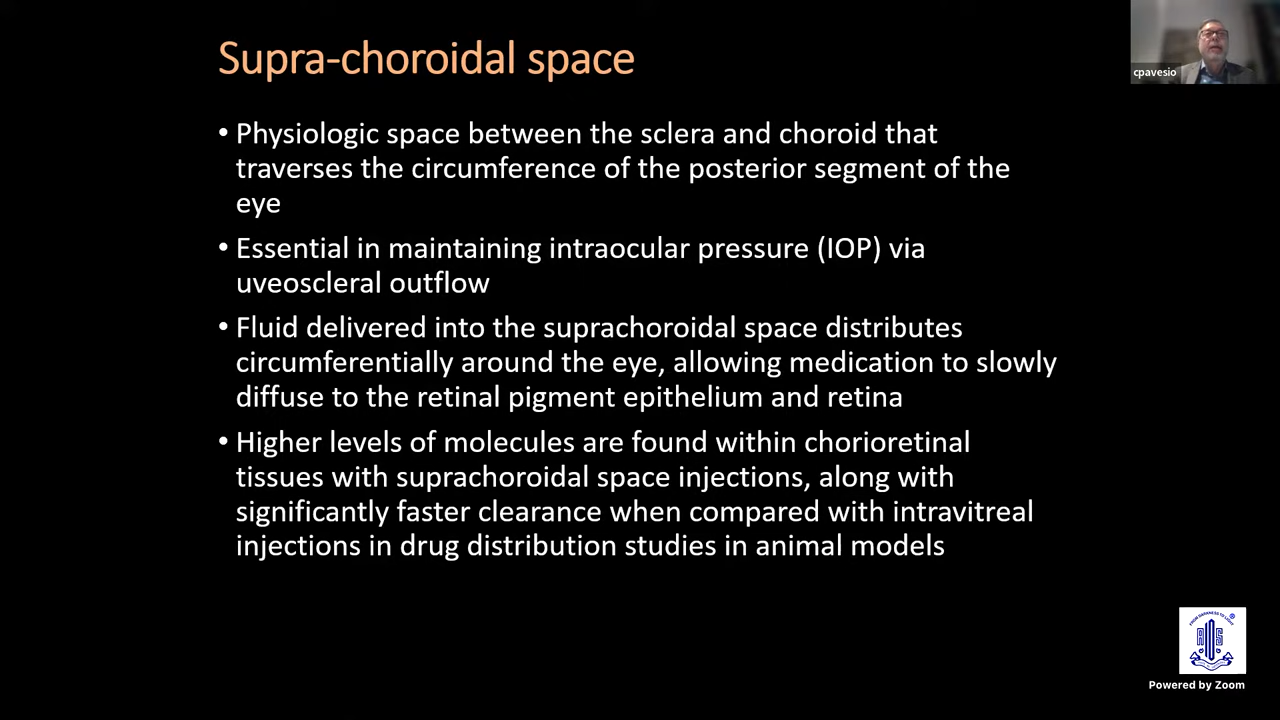 Supra-choroidal space
cpavesio
• Physiologic space between the sclera and choroid that
traverses the circumference of the posterior segment of the
eye
• Essential in maintaining intraocular pressure (IOP) via
uveoscleral outflow
• Fluid delivered into the suprachoroidal space distributes
circumferentially around the eye, allowing medication to slowly
diffuse to the retinal pigment epithelium and retina
• Higher levels of molecules are found within chorioretinal
tissues with suprachoroidal space injections, along with
significantly faster clearance when compared with intravitreal
injections in drug distribution studies in animal models
FROM DARKNESS TO LIGHT
Powered by Zoom